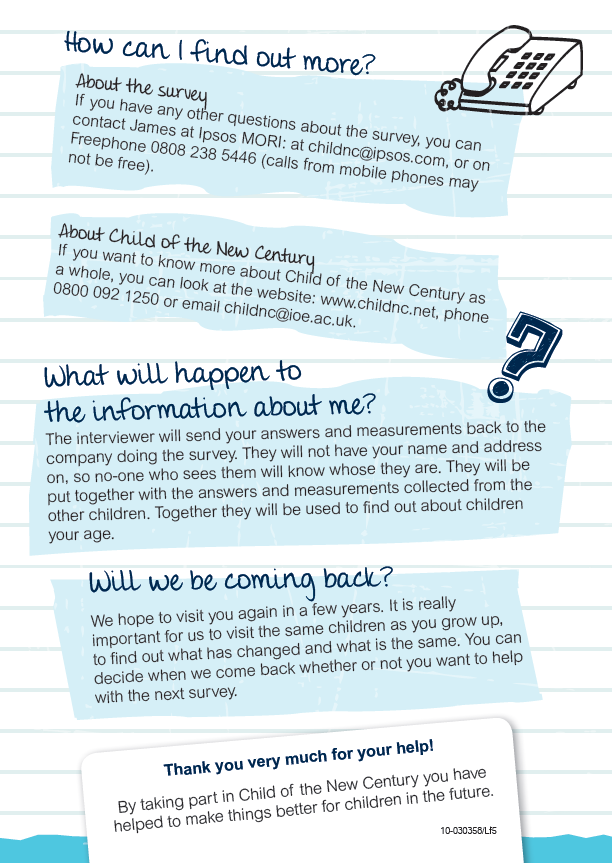 How can I find out more?
About the survey
If you have any other questions about the survey, you can
contact James at Ipsos MORI: at childnc@ipsos.com, or on
Freephone 0808 238 5446 (calls from mobile phones may
not be free).
About Child of the New Century
If you want to know more about Child of the New Century as
a whole, you can look at the website: www.childnc.net, phone
0800 092 1250 or email childnc@ioe.ac.uk.
What will happen to
the information about me?
The interviewer will send your answers and measurements back to the
company doing the survey. They will not have your name and address
on, so no-one who sees them will know whose they are. They will be
put together with the answers and measurements collected from the
other children. Together they will be used to find out about children
your age.
Will we be coming back?
We hope to visit you again in a few years. It is really
important for us to visit the same children as you grow up,
to find out what has changed and what is the same. You can
decide when we come back whether or not you want to help
with the next survey.
Thank you very much for your help!
By taking part in Child of the New Century you have
helped to make things better for children in the future.
10-030358/Lf5